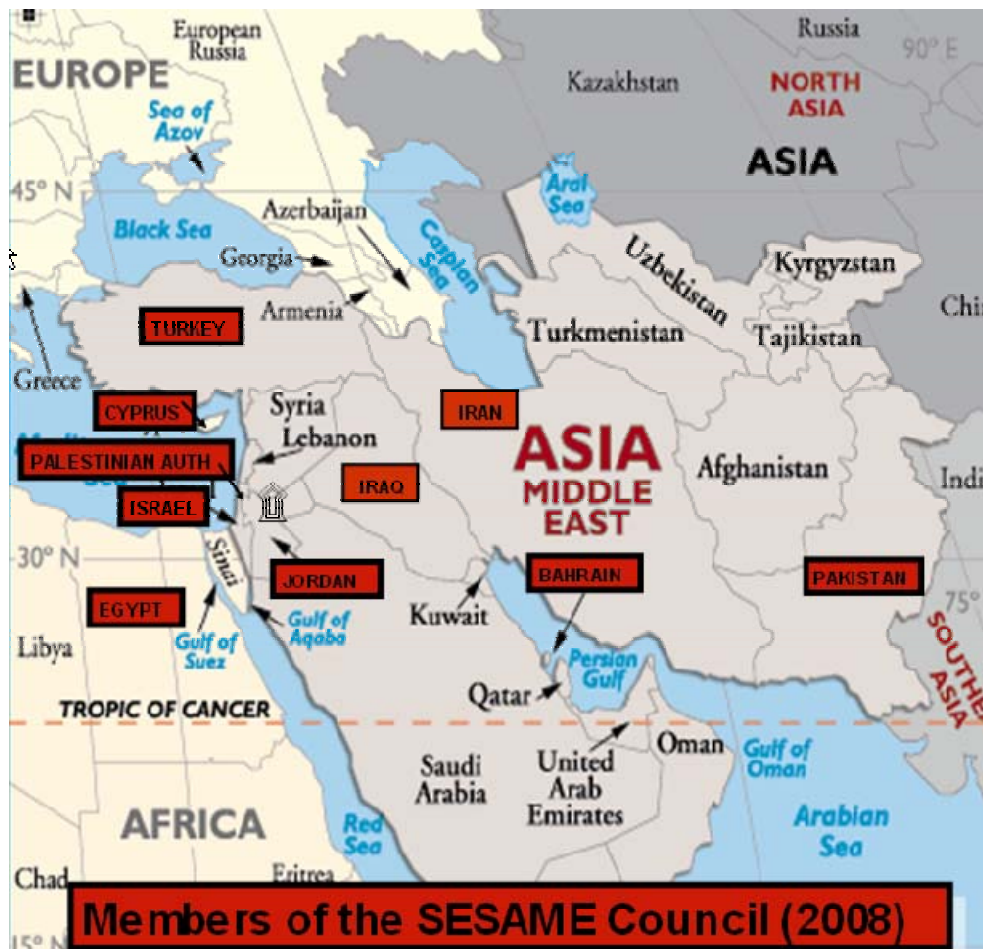 European
Russia
Russia
90° E
EUROPE
Kazakhstan
NORTH
ASIA
Sea of
Azov
ASIA
45° N
Aral
Sea
Azerbaijan
Black Sea
Caspian
Sea
Uzbekistan
Georgia
Kyrgyzstan
Armenia
TURKEY
Turkmenistan
Tajikistan
Greece
CYPRUS
Syria
IRAN
Lebanon
ASIA
MIDDLE
EAST
PALESTINIAN AUTH
Afghanistan
IRAQ
ISRAEL
30° N
Sinai
JORDAN
BAHRAIN
PAKISTAN
EGYPT
Kuwait
75°
Gulf of
Aqaba
Libya
Gulf of
Suez
Persian
Gulf
ASIA
Qatar
TROPIC OF CANCER
Oman
Gulf of
Oman
Saudi
Arabia
United
Arab
Emirates
AFRICA
Red
Sea
Arabian
Sea
Chad
Eritrea
Members of the SESAME Council (2008)
15° N